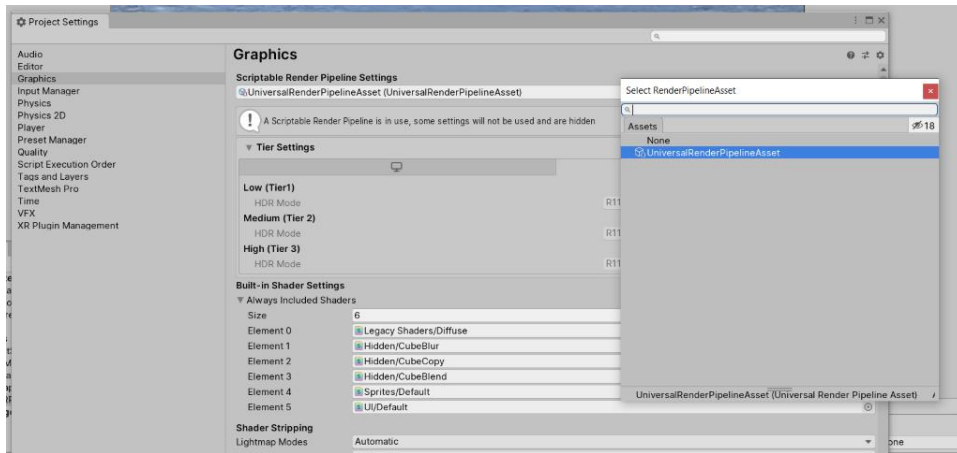 Project Settings
Audio
Editor
Graphics
Input Manager
Physics
Physics 2D
Player
Preset Manager
Quality
Script Execution Order
Tags and Layers
TextMesh Pro
Time
VFX
XR Plugin Management
Graphics
Scriptable Render Pipeline Settings
UniversalRenderPipelineAsset (UniversalRenderPipelineAsset)
A Scriptable Render Pipeline is in use, some settings will not be used and are hidden
Tier Settings
Low (Tier1)
HDR Mode R11
Medium (Tier 2)
HDR Mode R11
High (Tier 3)
HDR Mode R11
Built-in Shader Settings
Always Included Shaders
Size 6
Element 0 Legacy Shaders/Diffuse
Element 1 Hidden/CubeBlur
Element 2 Hidden/CubeCopy
Element 3 Hidden/CubeBlend
Element 4 Sprites/Default
Element 5 UI/Default
Shader Stripping
Lightmap Modes Automatic
Select RenderPipelineAsset
Assets 18
None
UniversalRenderPipelineAsset
UniversalRenderPipelineAsset (Universal Render Pipeline Asset)
one